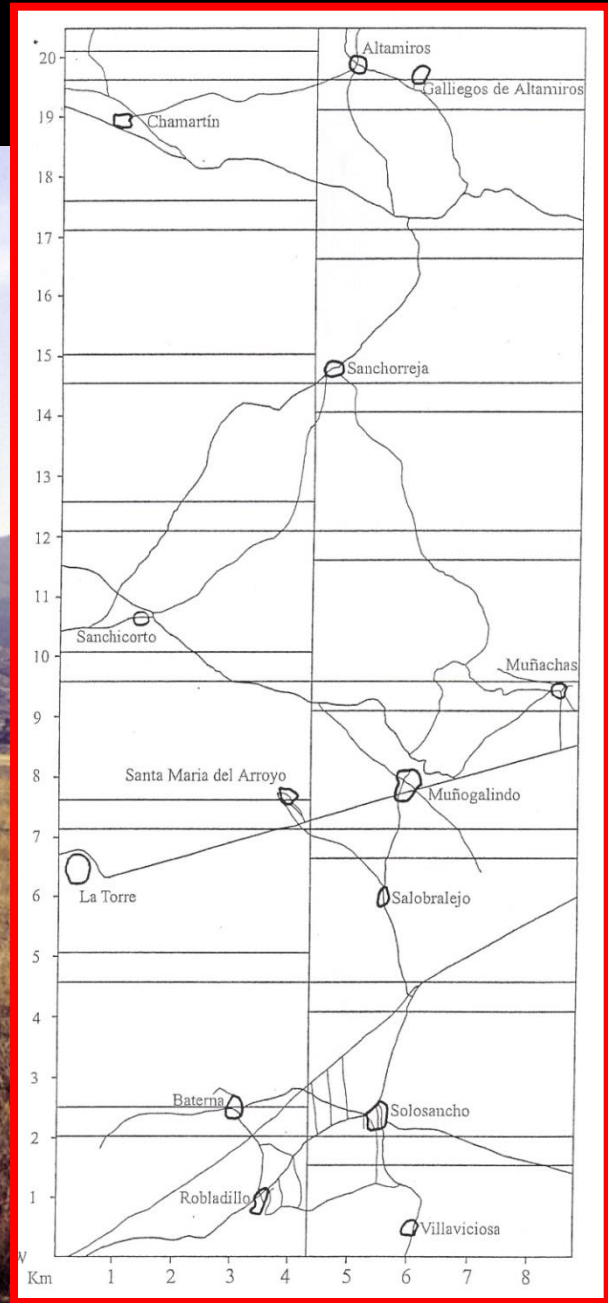 20
Altamiros
Galliegos de Altamiros
19
Chamartín
18
17
16
15
Sanchorreja
14
13
12
11
Sanchicorto
10
Muñachas
9
8
Santa Maria del Arroyo
Muñogalindo
7
La Torre
6
Salobralejo
5
4
3
Baterna
Solosancho
2
1
Robladillo
Villaviciosa
Km 1 2 3 4 5 6 7 8